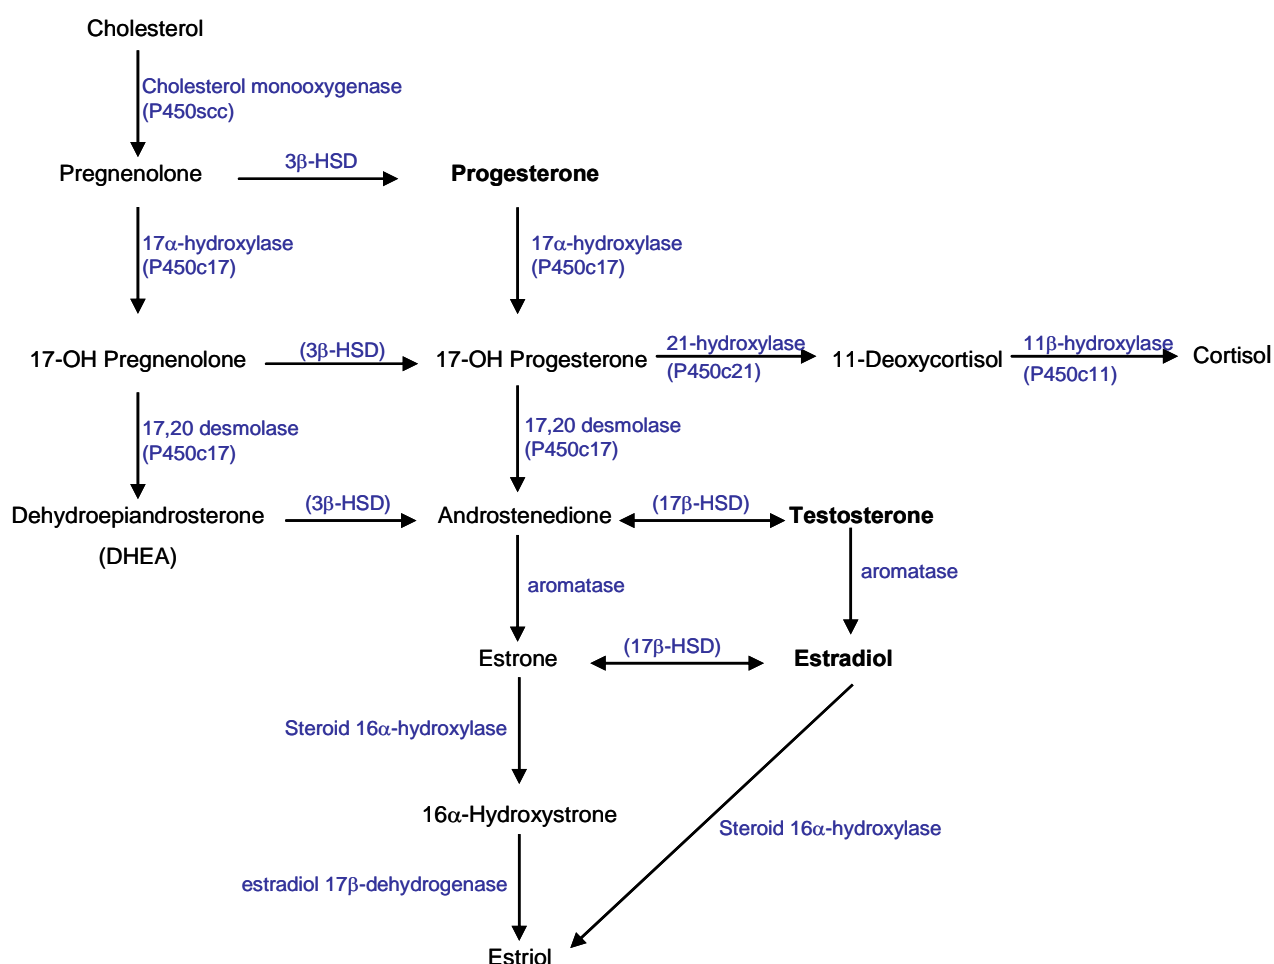 Cholesterol
Cholesterol monooxygenase
(P450scc)
Pregnenolone
3β-HSD
Progesterone
17α-hydroxylase
(P450c17)
17α-hydroxylase
(P450c17)
17-OH Pregnenolone
(3β-HSD)
17-OH Progesterone
21-hydroxylase
(P450c21)
11-Deoxycortisol
11β-hydroxylase
(P450c11)
Cortisol
17,20 desmolase
(P450c17)
17,20 desmolase
(P450c17)
Dehydroepiandrosterone
(DHEA)
(3β-HSD)
Androstenedione
(17β-HSD)
Testosterone
aromatase
aromatase
Estrone
(17β-HSD)
Estradiol
Steroid 16α-hydroxylase
16α-Hydroxystrone
Steroid 16α-hydroxylase
estradiol 17β-dehydrogenase
Estriol